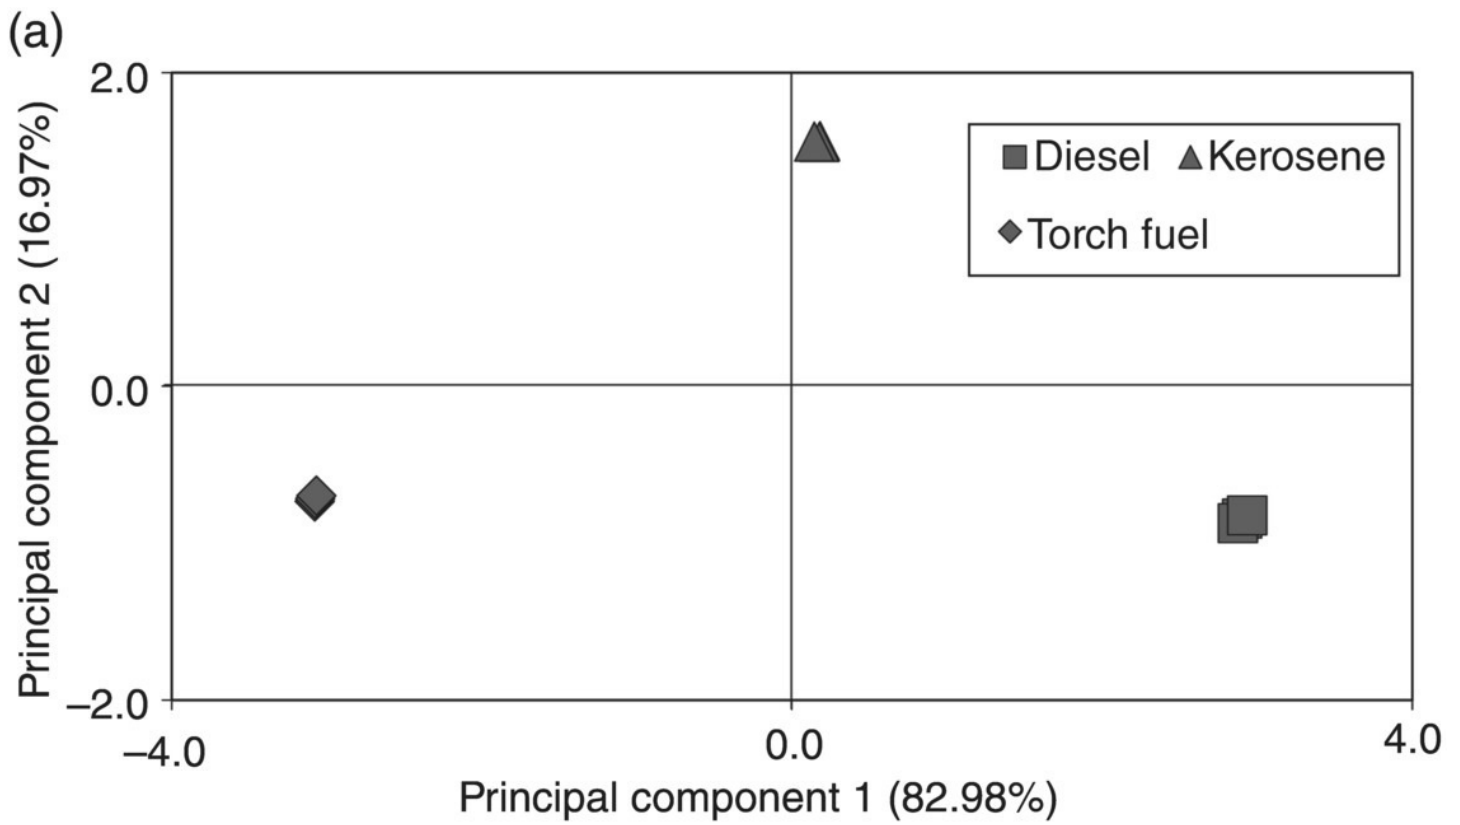 (a)
Principal component 2 (16.97%)
2.0
0.0
–2.0
Diesel Kerosene
Torch fuel
–4.0 0.0 4.0
Principal component 1 (82.98%)